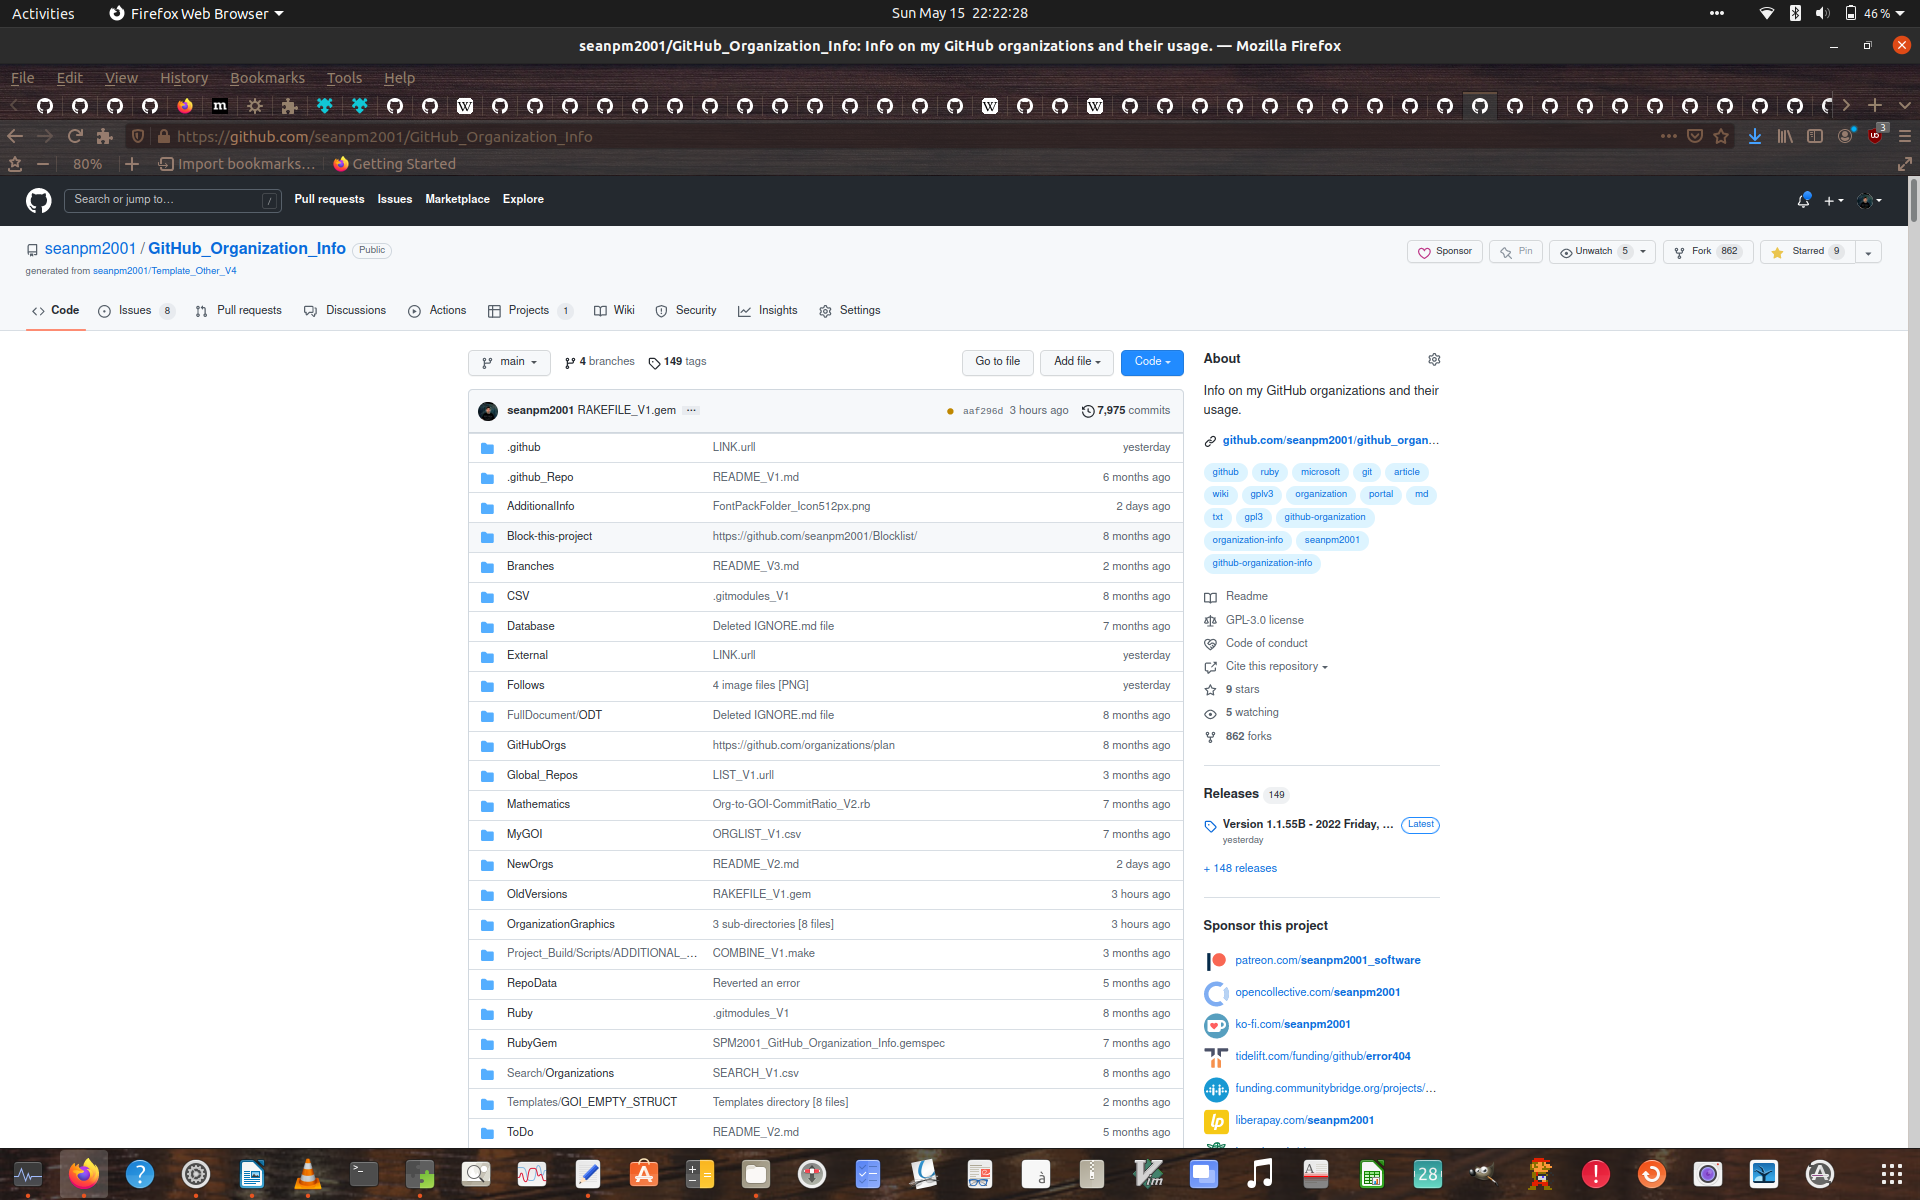 Activities Firefox Web Browser Sun May 15 22:22:28 46 %
seanpm2001/GitHub_Organization_Info: Info on my GitHub organizations and their usage. — Mozilla Firefox
File Edit View History Bookmarks Tools Help
https://github.com/seanpm2001/GitHub_Organization_Info 3
80% Import bookmarks... Getting Started
Search or jump to... / Pull requests Issues Marketplace Explore
seanpm2001 / GitHub_Organization_Info Public Sponsor Pin Unwatch 5 Fork 862 Starred 9
generated from seanpm2001/Template_Other_V4
Code Issues 8 Pull requests Discussions Actions Projects 1 Wiki Security Insights Settings
main 4 branches 149 tags Go to file Add file Code
seanpm2001 RAKEFILE_V1.gem ... aaf296d 3 hours ago 7,975 commits
.github LINK.urll yesterday
.github_Repo README_V1.md 6 months ago
AdditionalInfo FontPackFolder_Icon512px.png 2 days ago
Block-this-project https://github.com/seanpm2001/Blocklist/ 8 months ago
Branches README_V3.md 2 months ago
CSV .gitmodules_V1 8 months ago
Database Deleted IGNORE.md file 7 months ago
External LINK.urll yesterday
Follows 4 image files [PNG] yesterday
FullDocument/ODT Deleted IGNORE.md file 8 months ago
GitHubOrgs https://github.com/organizations/plan 8 months ago
Global_Repos LIST_V1.urll 3 months ago
Mathematics Org-to-GOI-CommitRatio_V2.rb 7 months ago
MyGOI ORGLIST_V1.csv 7 months ago
NewOrgs README_V2.md 2 days ago
OldVersions RAKEFILE_V1.gem 3 hours ago
OrganizationGraphics 3 sub-directories [8 files] 3 hours ago
Project_Build/Scripts/ADDITIONAL_... COMBINE_V1.make 3 months ago
RepoData Reverted an error 5 months ago
Ruby .gitmodules_V1 8 months ago
RubyGem SPM2001_GitHub_Organization_Info.gemspec 7 months ago
Search/Organizations SEARCH_V1.csv 8 months ago
Templates/GOI_EMPTY_STRUCT Templates directory [8 files] 2 months ago
ToDo README_V2.md 5 months ago
About
Info on my GitHub organizations and their
usage.
github.com/seanpm2001/github_organ...
github ruby microsoft git article
wiki gplv3 organization portal md
txt gpl3 github-organization
organization-info seanpm2001
github-organization-info
Readme
GPL-3.0 license
Code of conduct
Cite this repository
9 stars
5 watching
862 forks
Releases 149
Version 1.1.55B - 2022 Friday, ... Latest
yesterday
+ 148 releases
Sponsor this project
patreon.com/seanpm2001_software
opencollective.com/seanpm2001
ko-fi.com/seanpm2001
tidelift.com/funding/github/error404
funding.communitybridge.org/projects/...
liberapay.com/seanpm2001
28